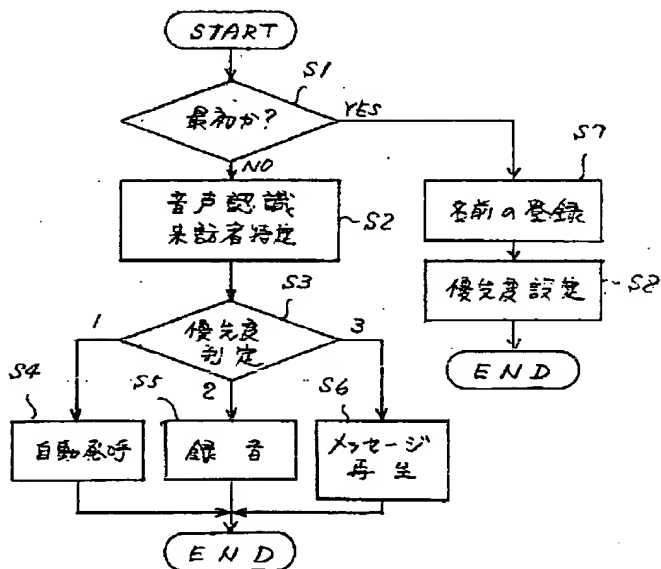 START
S1
最初か?
YES
NO
S7
音声認識
来訪者特定
S2
名前の登録
S3
優先度設定
S8
1
優先度
判定
3
END
S4
S5
2
S6
自動発呼
録音
メッセージ
再生
END